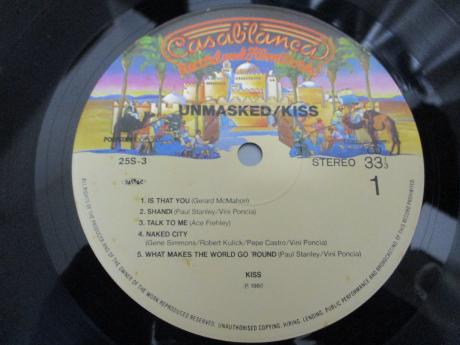 Casablanca
Record and FilmWorks
UNMASKED/KISS
25S-3
STEREO 33⅓
1
1. IS THAT YOU (Gerard McMahon)
2. SHANDI (Paul Stanley/Vini Poncia)
3. TALK TO ME (Ace Frehley)
4. NAKED CITY
(Gene Simmons/Robert Kulick/Pepe Castro/Vini Poncia)
5. WHAT MAKES THE WORLD GO 'ROUND (Paul Stanley/Vini Poncia)
KISS
℗ 1980
ALL RIGHTS OF THE PRODUCER AND OF THE OWNER OF THE WORK REPRODUCED RESERVED. UNAUTHORISED COPYING, HIRING, LENDING, PUBLIC PERFORMANCE AND BROADCASTING OF THIS RECORD PROHIBITED.